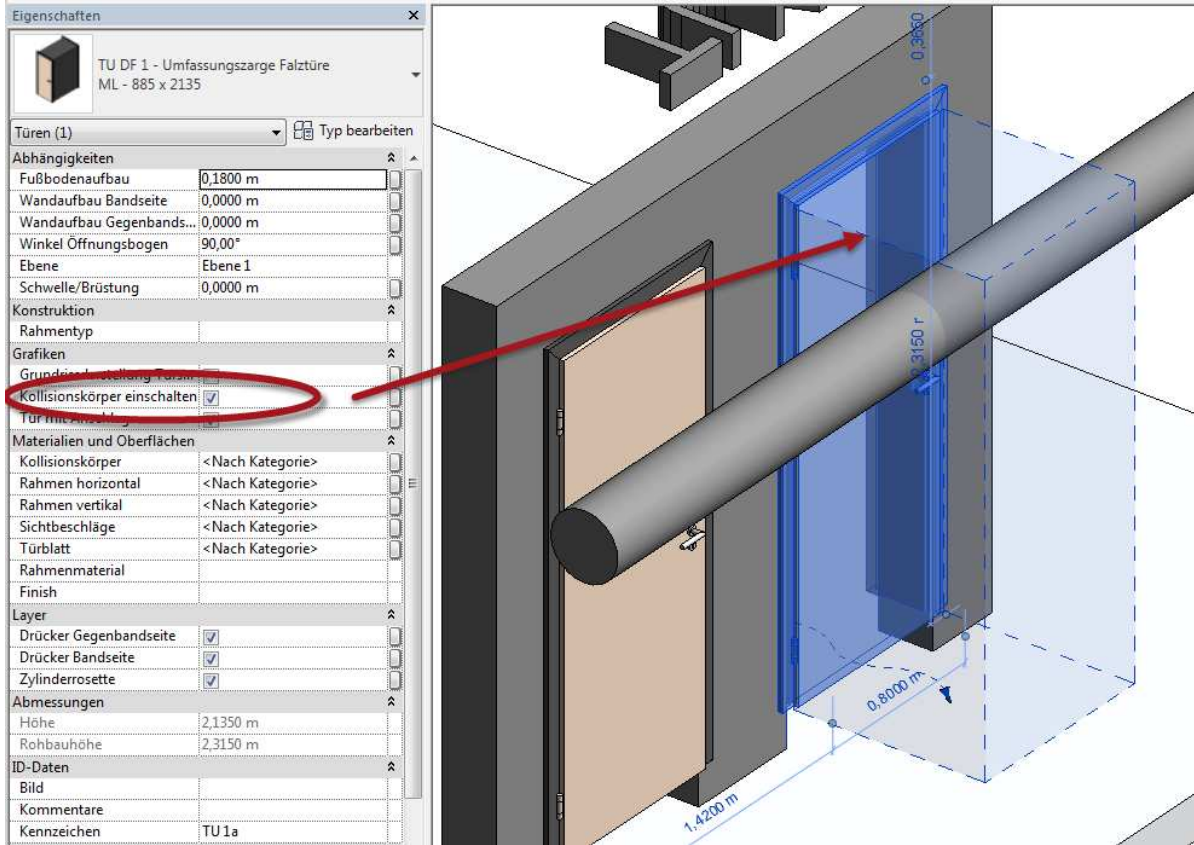 Eigenschaften
TU DF 1 - Umfassungszarge Falztüre
ML - 885 x 2135
Türen (1) Typ bearbeiten
Abhängigkeiten
Fußbodenaufbau 0,1800 m
Wandaufbau Bandseite 0,0000 m
Wandaufbau Gegenbands... 0,0000 m
Winkel Öffnungsbogen 90,00°
Ebene Ebene 1
Schwelle/Brüstung 0,0000 m
Konstruktion
Rahmentyp
Grafiken
Kollisionskörper einschalten
Materialien und Oberflächen
Kollisionskörper <Nach Kategorie>
Rahmen horizontal <Nach Kategorie>
Rahmen vertikal <Nach Kategorie>
Sichtbeschläge <Nach Kategorie>
Türblatt <Nach Kategorie>
Rahmenmaterial
Finish
Layer
Drücker Gegenbandseite
Drücker Bandseite
Zylinderrosette
Abmessungen
Höhe 2,1350 m
Rohbauhöhe 2,3150 m
ID-Daten
Bild
Kommentare
Kennzeichen TU 1a
0,8000 m
1,4200 m